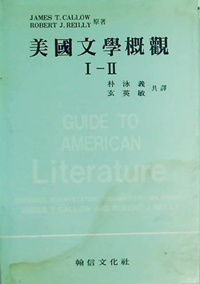 JAMES T. CALLOW
ROBERT J. REILLY 原著
美國文學概觀
I-II
朴泳義
玄英敏 共譯
GUIDE TO
AMERICAN
Literature
翰信文化社